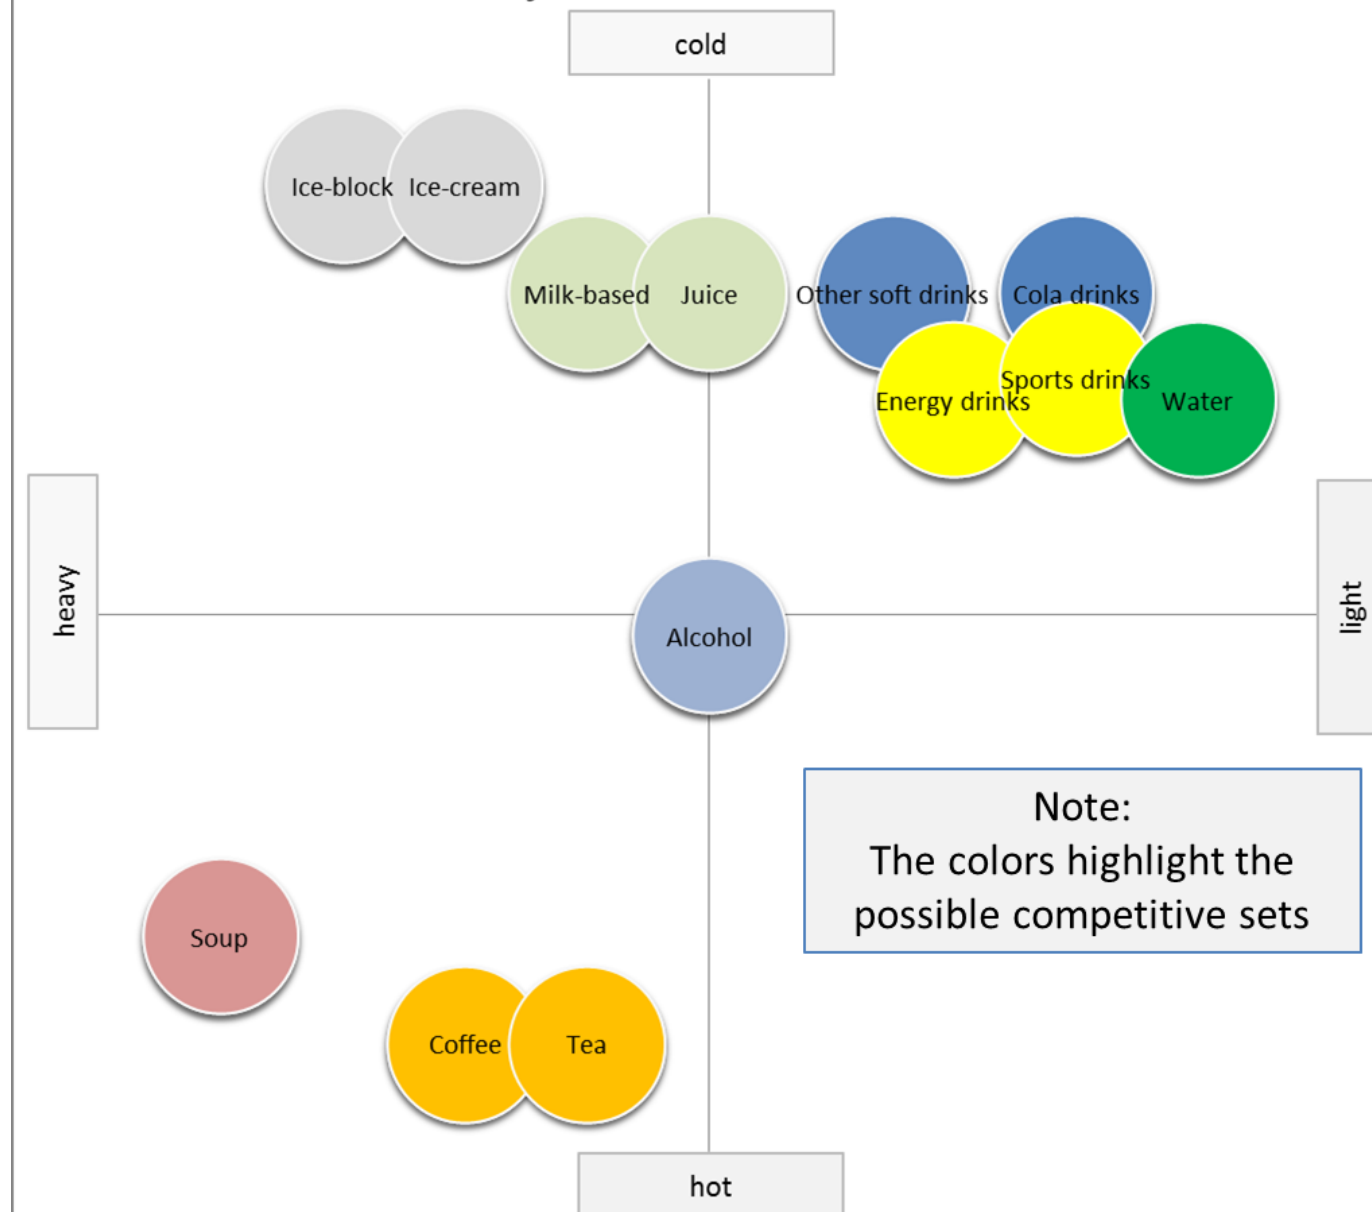 cold
Ice-block
Ice-cream
Milk-based
Juice
Other soft drinks
Cola drinks
Sports drinks
Energy drinks
Water
heavy
light
Alcohol
Note:
The colors highlight the
possible competitive sets
Soup
Coffee
Tea
hot